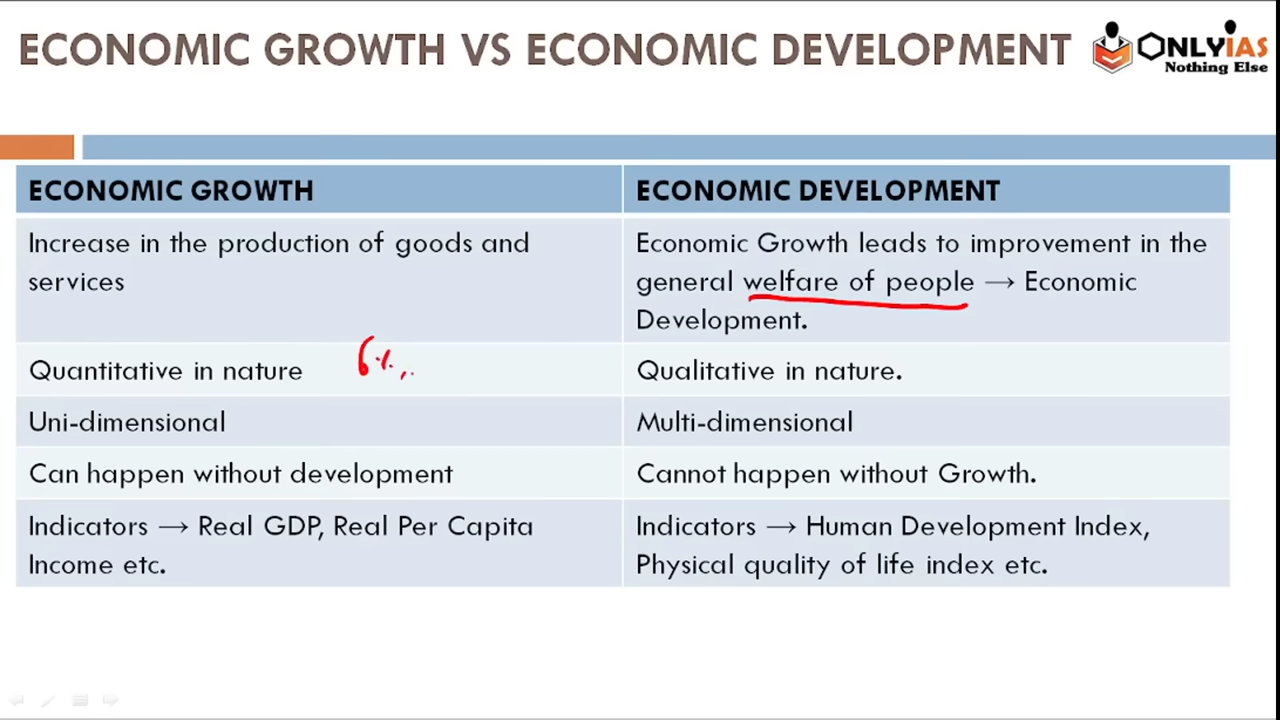 ECONOMIC GROWTH VS ECONOMIC DEVELOPMENT
ONLYIAS
Nothing Else
ECONOMIC GROWTH
ECONOMIC DEVELOPMENT
Increase in the production of goods and
services
Economic Growth leads to improvement in the
general welfare of people → Economic
Development.
Quantitative in nature
6%
Qualitative in nature.
Uni-dimensional
Multi-dimensional
Can happen without development
Cannot happen without Growth.
Indicators → Real GDP, Real Per Capita
Income etc.
Indicators → Human Development Index,
Physical quality of life index etc.